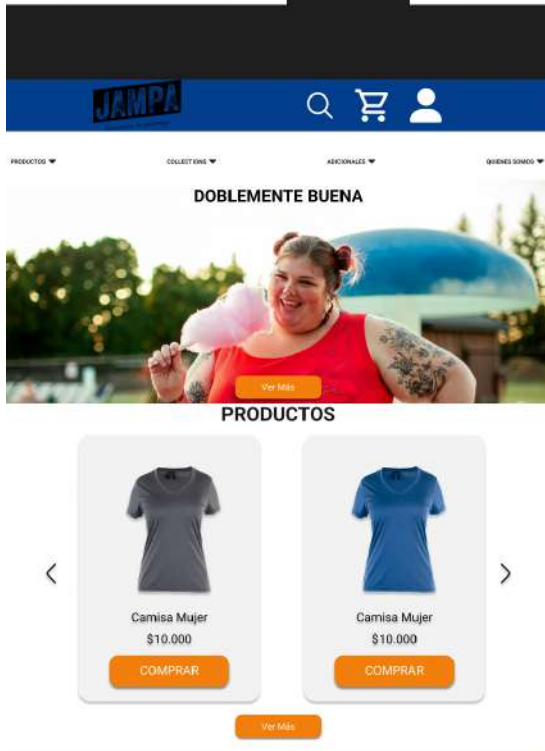 JAMPA
PRODUCTOS COLLECTIONS ADICIONALES QUIENES SOMOS
DOBLEMENTE BUENA
Ver Más
PRODUCTOS
Camisa Mujer Camisa Mujer
$10.000 $10.000
COMPRAR COMPRAR
Ver Más